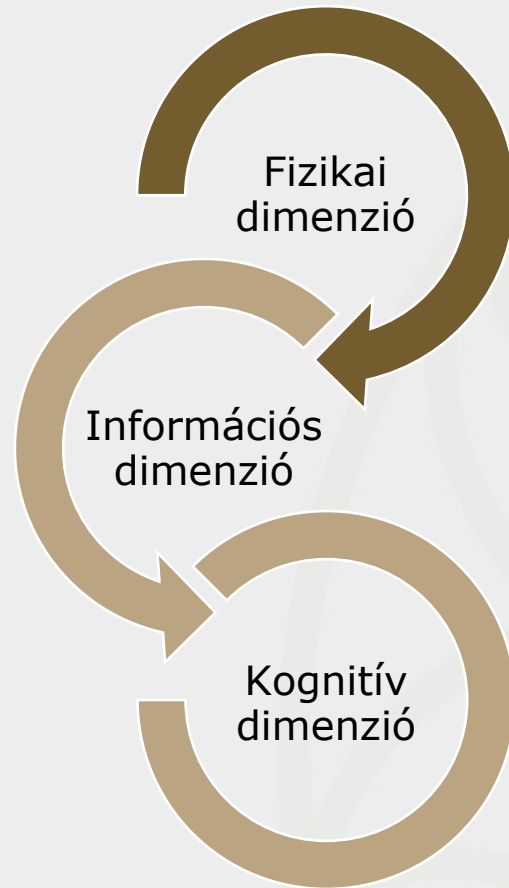 Fizikai
dimenzió
Információs
dimenzió
Kognitív
dimenzió